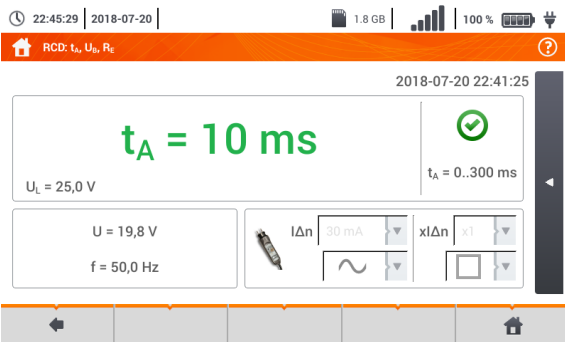 22:45:29 2018-07-20 1.8 GB 100 %
RCD: tA, UB, RE ?
2018-07-20 22:41:25
tA = 10 ms
tA = 0..300 ms
UL = 25,0 V
U = 19,8 V
f = 50,0 Hz
IΔn 30 mA xIΔn x1